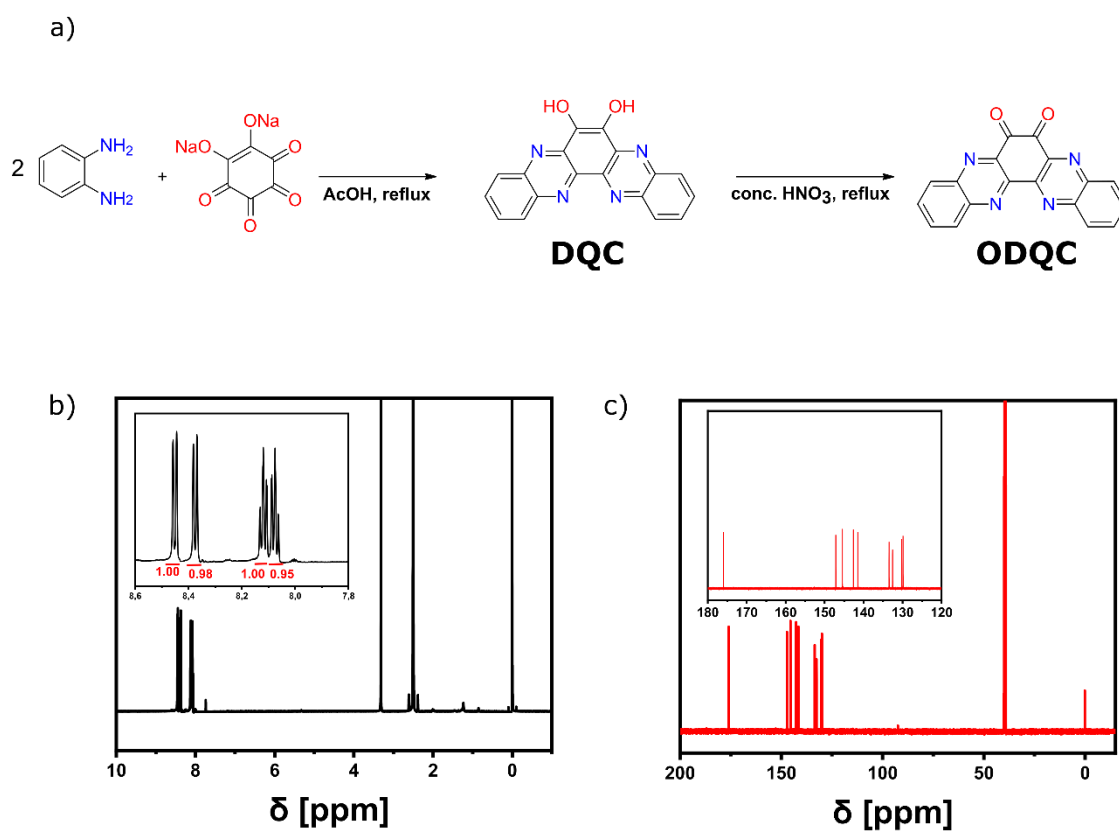 a)
2
NH2
NH2
+
ONa
NaO
O
O
O
O
AcOH, reflux
HO
OH
N
N
N
N
DQC
conc. HNO3, reflux
O
O
N
N
N
N
ODQC
b)
1.00
0.98
1.00
0.95
8,6
8,4
8,2
8,0
7,8
10
8
6
4
2
0
δ [ppm]
c)
180
170
160
150
140
130
120
200
150
100
50
0
δ [ppm]